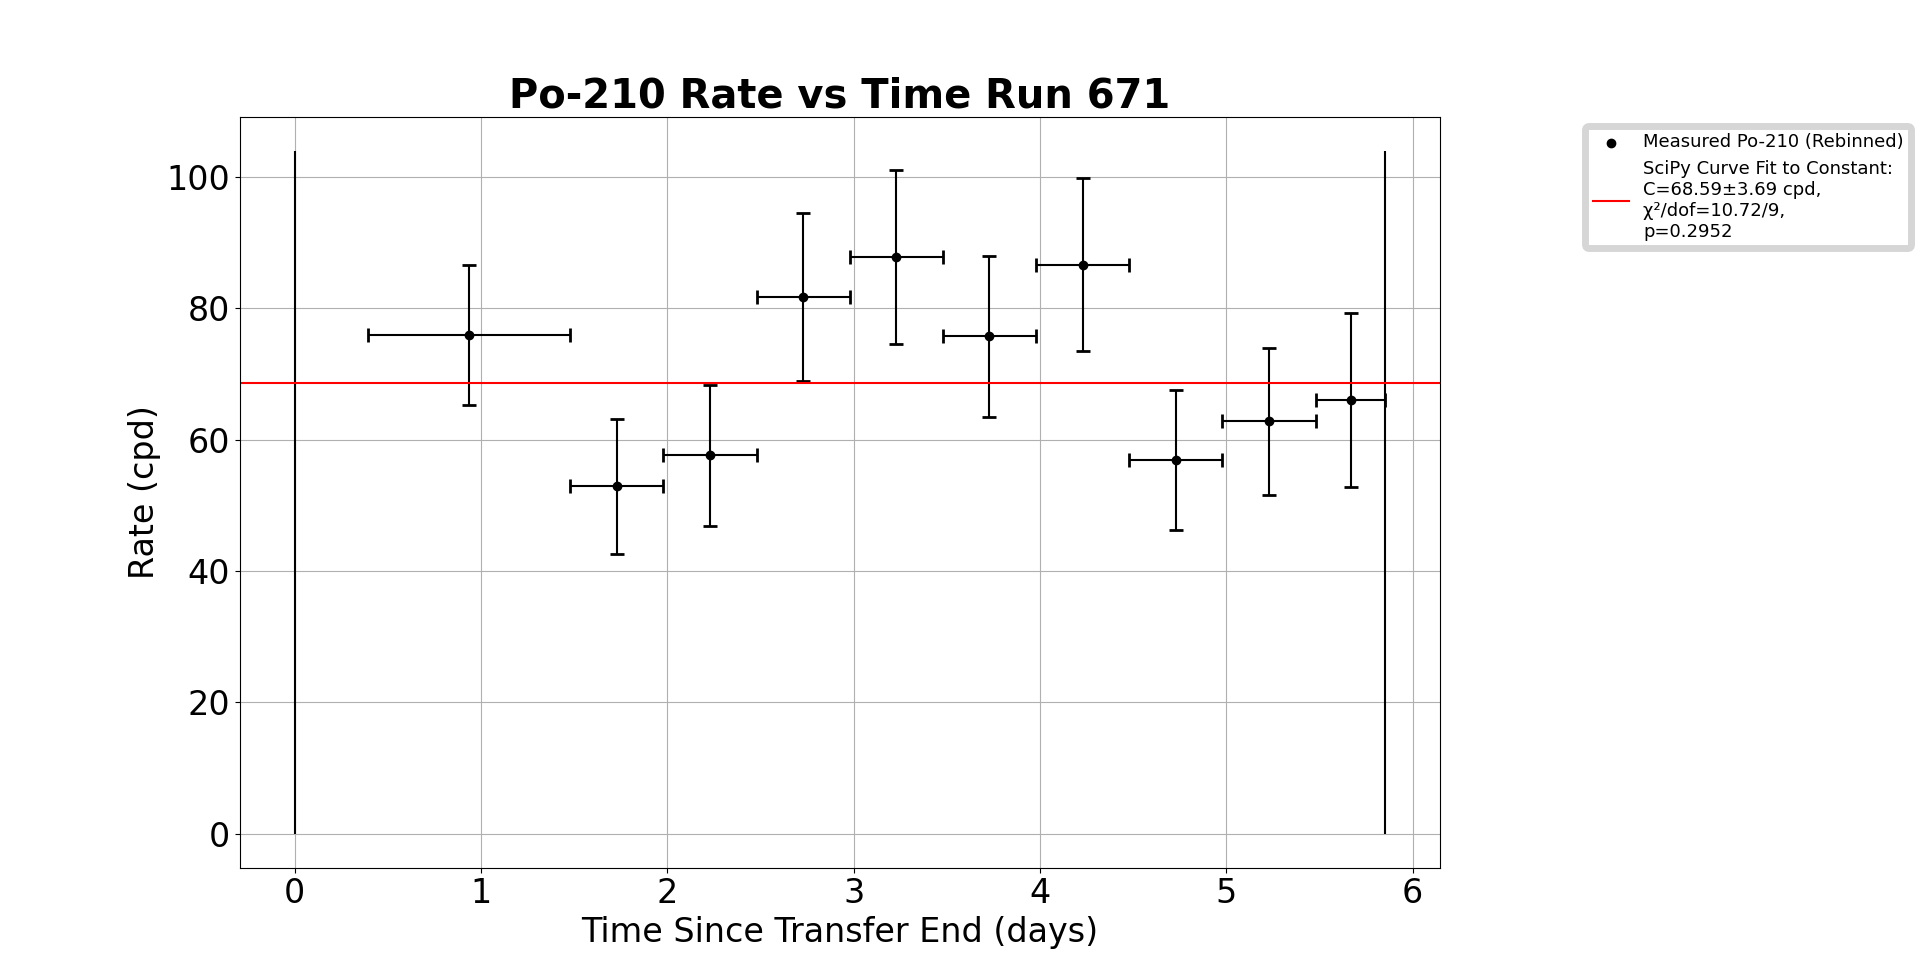 Po-210 Rate vs Time Run 671
Measured Po-210 (Rebinned)
SciPy Curve Fit to Constant:
C=68.59±3.69 cpd,
χ²/dof=10.72/9,
p=0.2952
Rate (cpd)
100
80
60
40
20
0
0 1 2 3 4 5 6
Time Since Transfer End (days)